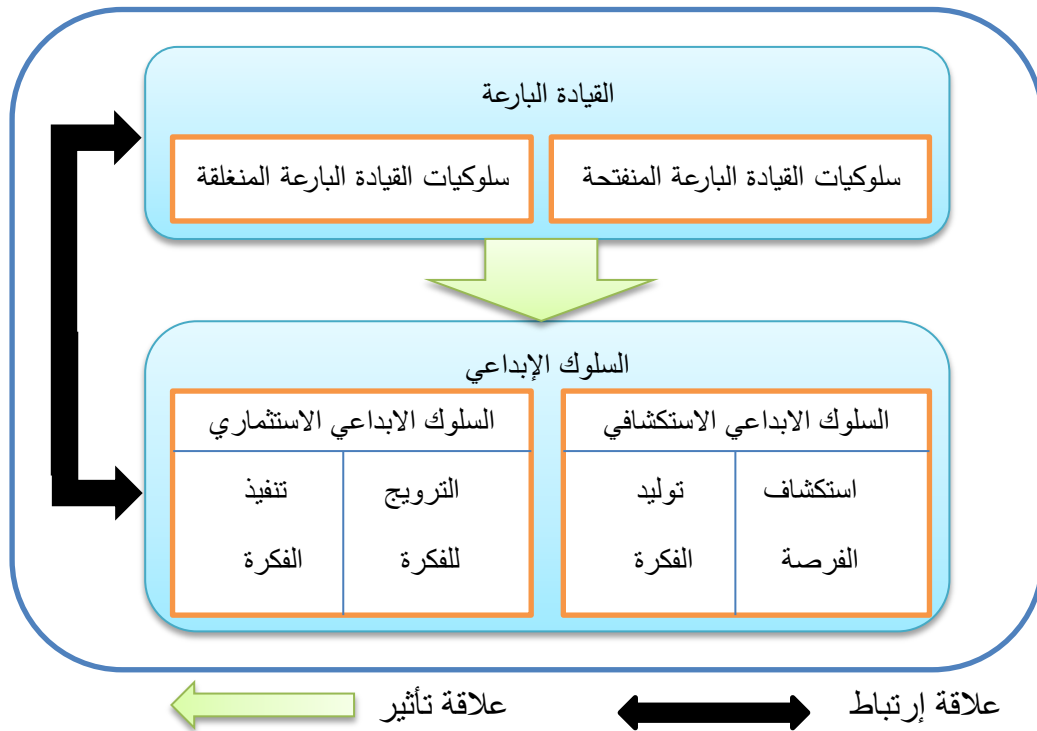 القيادة البارعة
سلوكيات القيادة البارعة المنفتحة
سلوكيات القيادة البارعة المنغلقة
السلوك الإبداعي
السلوك الابداعي الاستكشافي
استكشاف
الفرصة
توليد
الفكرة
السلوك الابداعي الاستثماري
الترويج
للفكرة
تنفيذ
الفكرة
علاقة إرتباط
علاقة تأثير